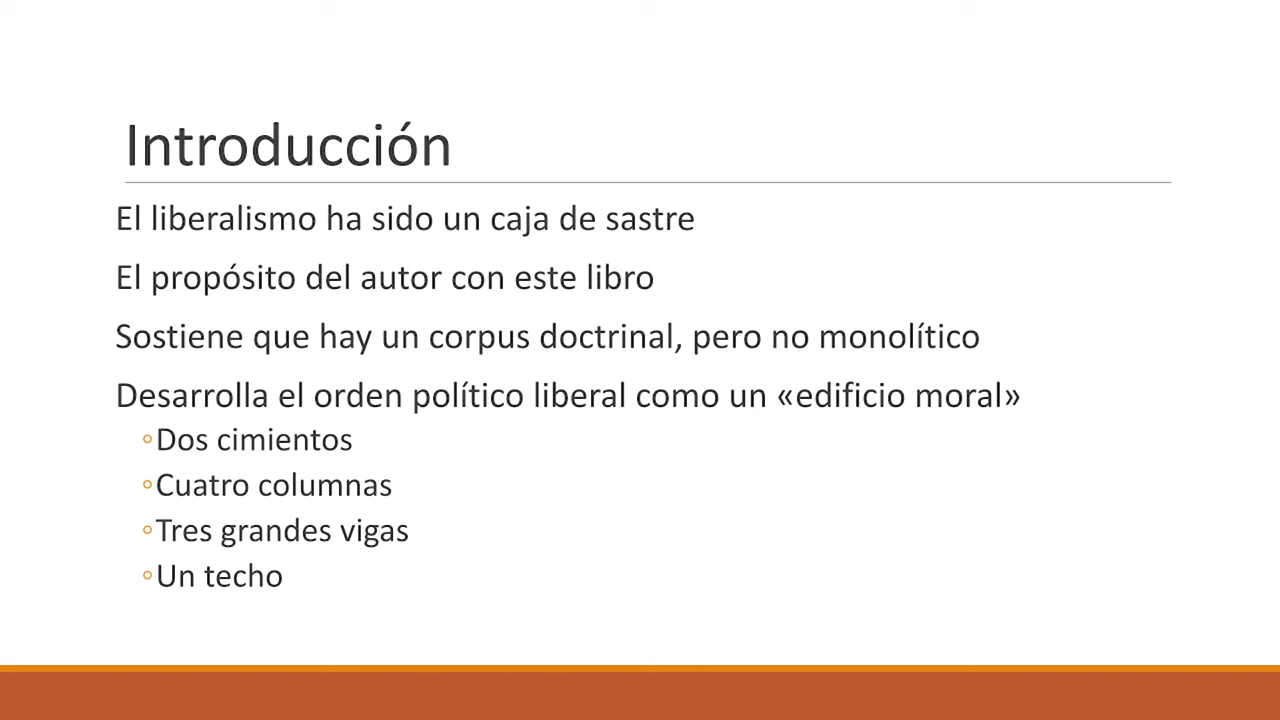 Introducción
El liberalismo ha sido un caja de sastre
El propósito del autor con este libro
Sostiene que hay un corpus doctrinal, pero no monolítico
Desarrolla el orden político liberal como un «edificio moral»
◦Dos cimientos
◦Cuatro columnas
◦Tres grandes vigas
◦Un techo